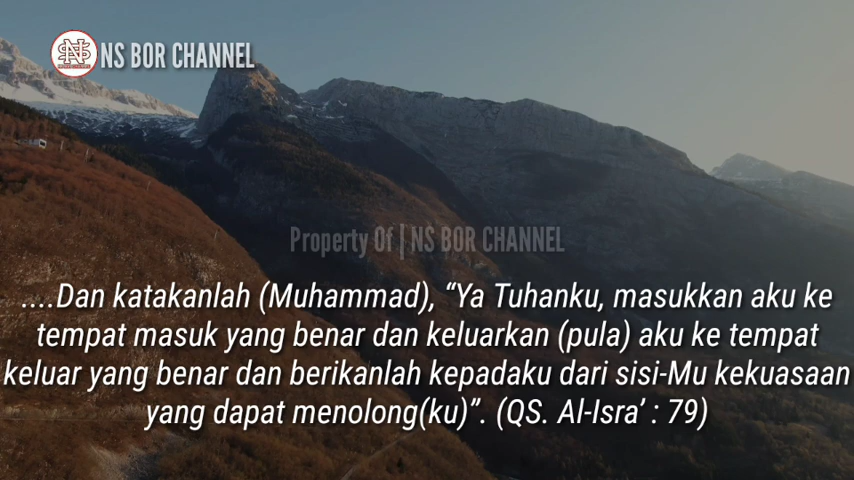 NS BOR CHANNEL
Property Of | NS BOR CHANNEL
....Dan katakanlah (Muhammad), “Ya Tuhanku, masukkan aku ke
tempat masuk yang benar dan keluarkan (pula) aku ke tempat
keluar yang benar dan berikanlah kepadaku dari sisi-Mu kekuasaan
yang dapat menolong(ku)”. (QS. Al-Isra’ : 79)